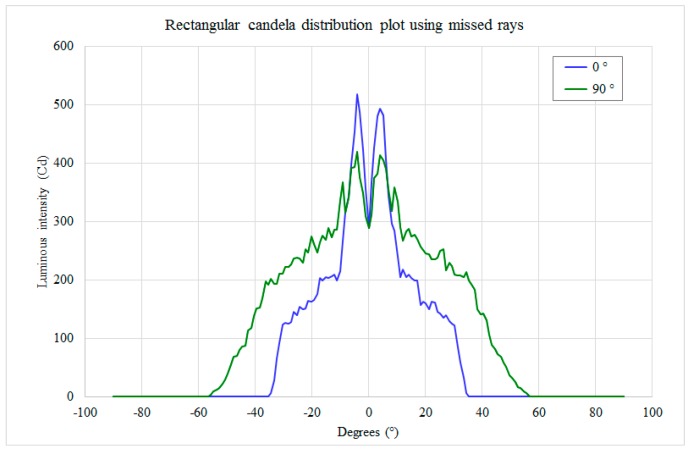 Rectangular candela distribution plot using missed rays
600
500
400
300
200
100
0
Luminous intensity (Cd)
0 °
90 °
-100 -80 -60 -40 -20 0 20 40 60 80 100
Degrees (°)